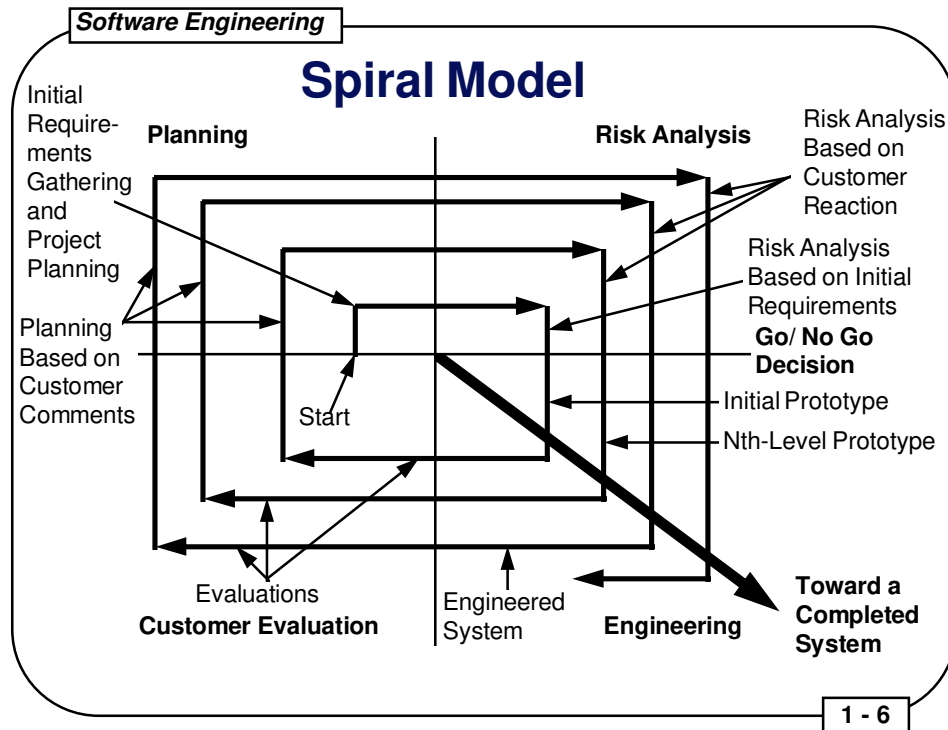 Software Engineering
Spiral Model
Initial
Require-
ments
Gathering
and
Project
Planning
Planning
Risk Analysis
Risk Analysis
Based on
Customer
Reaction
Risk Analysis
Based on Initial
Requirements
Go/ No Go
Decision
Planning
Based on
Customer
Comments
Start
Initial Prototype
Nth-Level Prototype
Evaluations
Customer Evaluation
Engineered
System
Engineering
Toward a
Completed
System
1 - 6